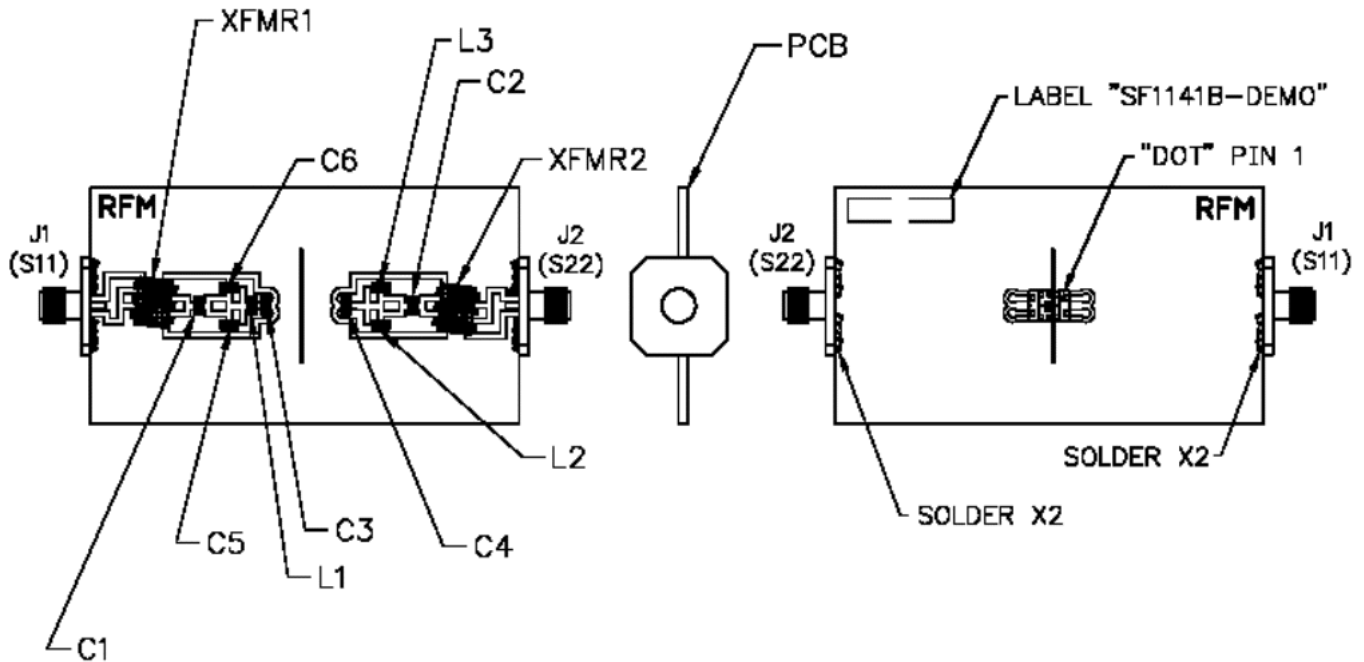 XFMR1
L3
C2
PCB
LABEL "SF1141B-DEMO"
C6
XFMR2
"DOT" PIN 1
RFM
RFM
J1
(S11)
J2
(S22)
J2
(S22)
J1
(S11)
L2
SOLDER X2
C5
C3
C4
SOLDER X2
L1
C1